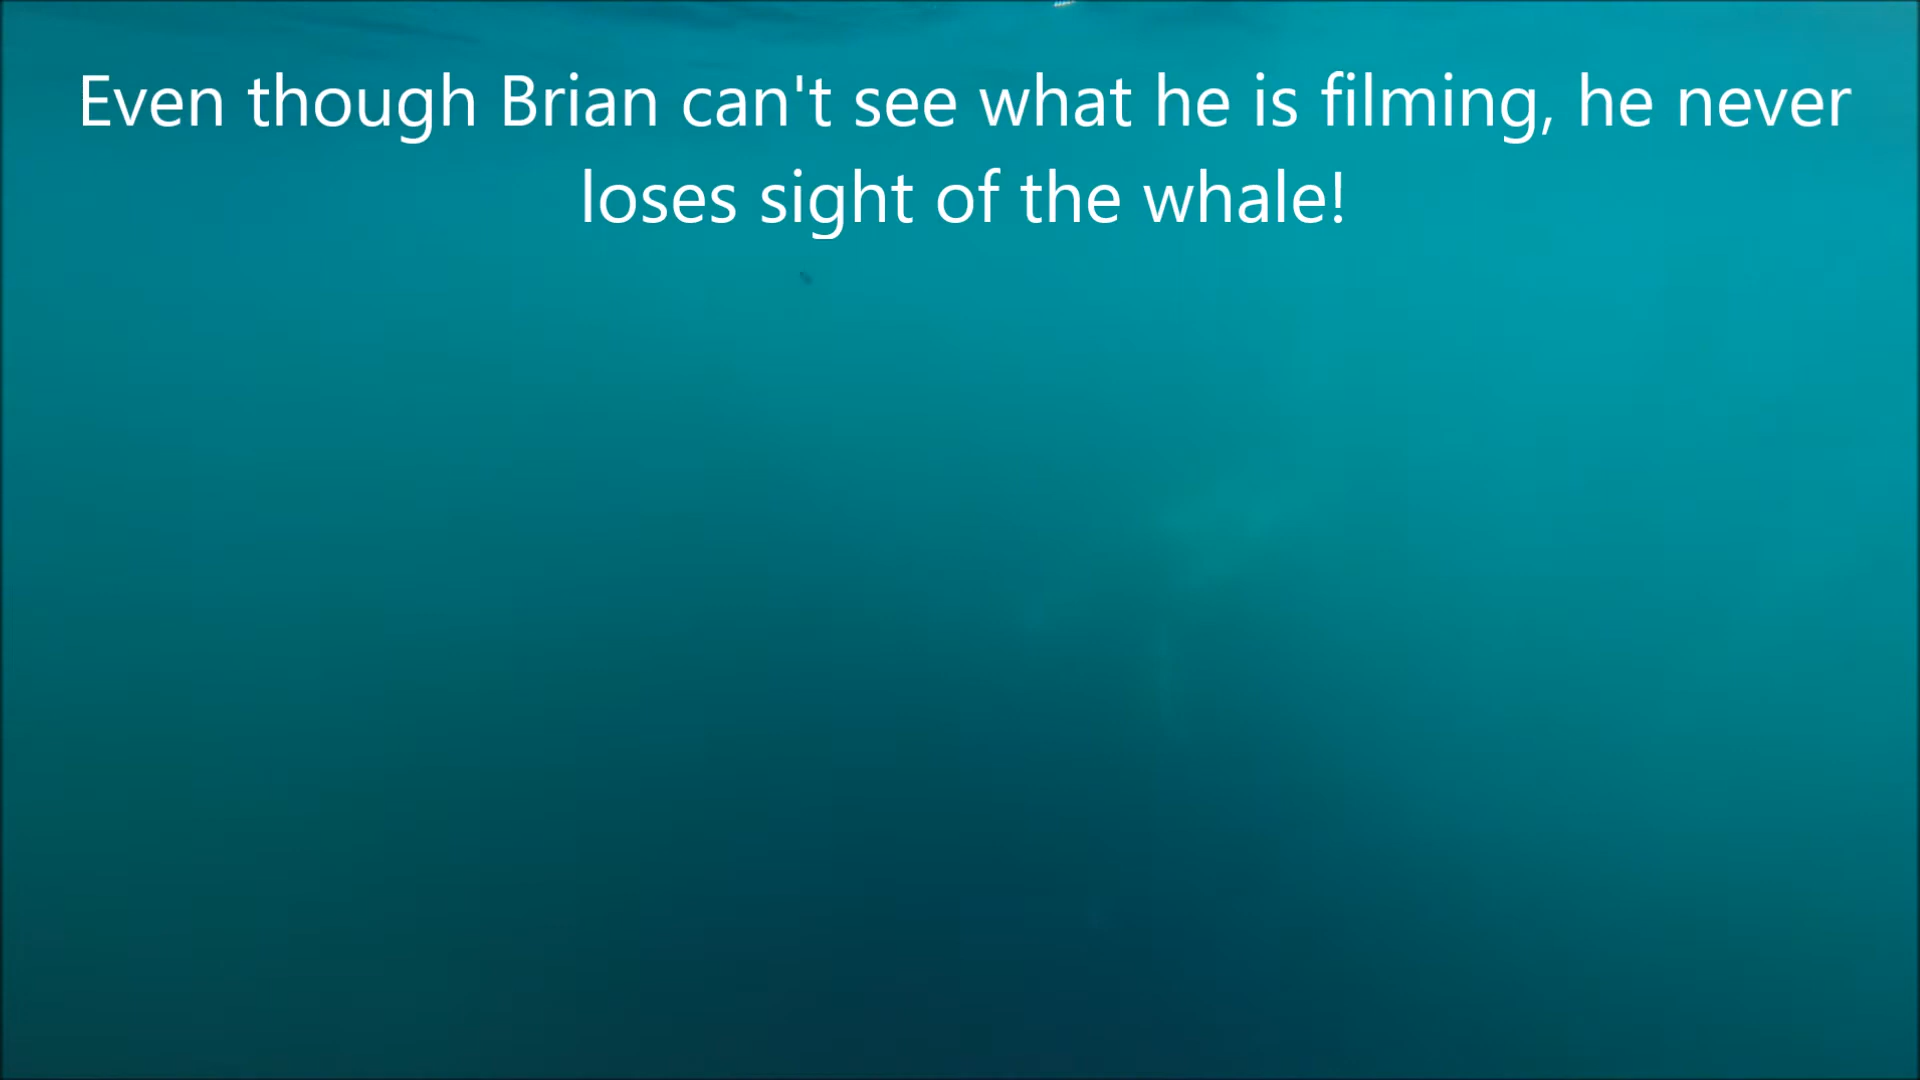 Even though Brian can't see what he is filming, he never
loses sight of the whale!